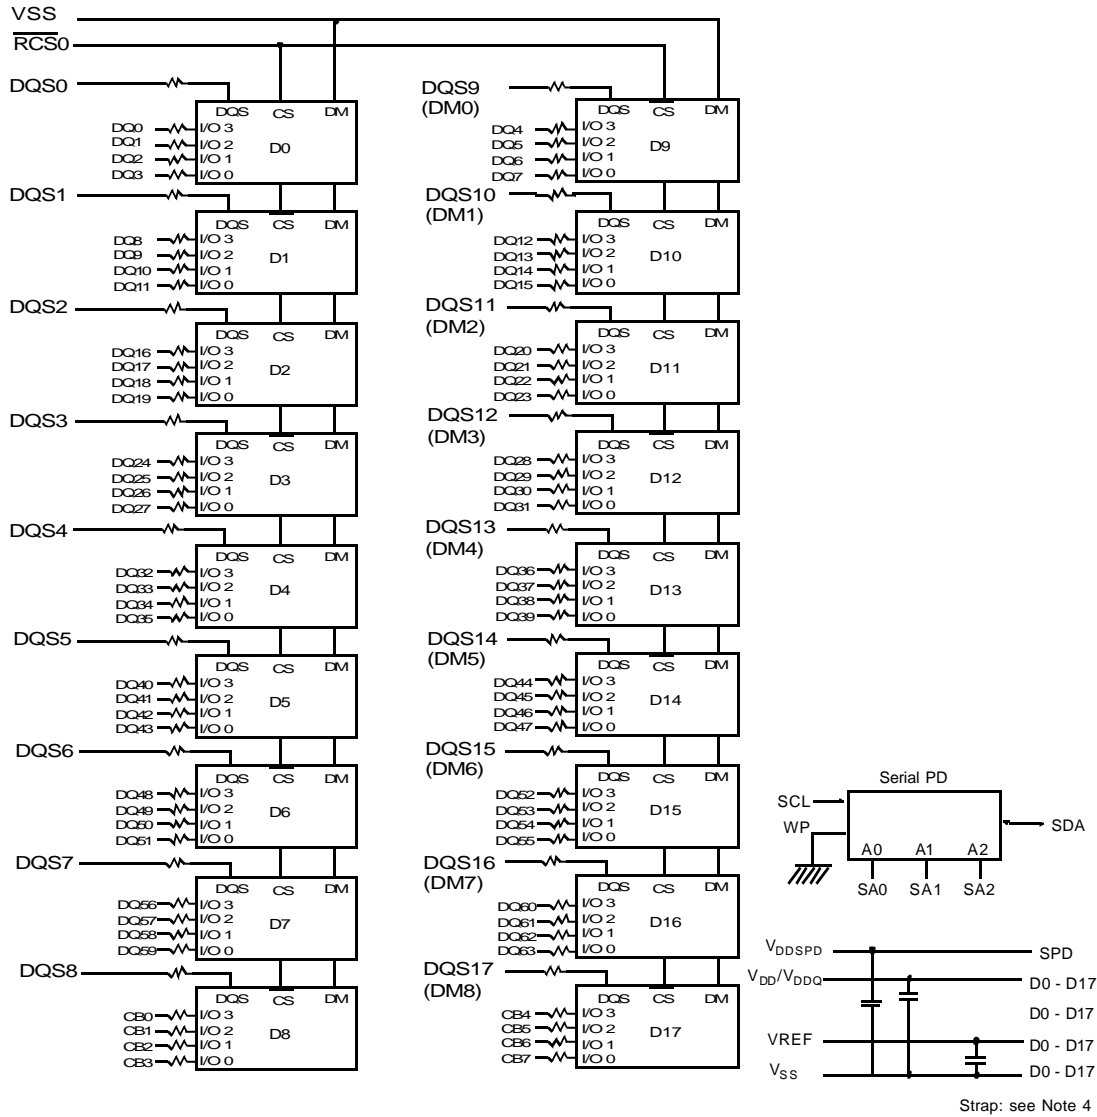 VSS
RCS0
DQS0
DQS CS DM
DQ0 I/O 3
DQ1 I/O 2
DQ2 I/O 1
DQ3 I/O 0
D0
DQS1
DQS CS DM
DQ8 I/O 3
DQ9 I/O 2
DQ10 I/O 1
DQ11 I/O 0
D1
DQS2
DQS CS DM
DQ16 I/O 3
DQ17 I/O 2
DQ18 I/O 1
DQ19 I/O 0
D2
DQS3
DQS CS DM
DQ24 I/O 3
DQ25 I/O 2
DQ26 I/O 1
DQ27 I/O 0
D3
DQS4
DQS CS DM
DQ32 I/O 3
DQ33 I/O 2
DQ34 I/O 1
DQ35 I/O 0
D4
DQS5
DQS CS DM
DQ40 I/O 3
DQ41 I/O 2
DQ42 I/O 1
DQ43 I/O 0
D5
DQS6
DQS CS DM
DQ48 I/O 3
DQ49 I/O 2
DQ50 I/O 1
DQ51 I/O 0
D6
DQS7
DQS CS DM
DQ56 I/O 3
DQ57 I/O 2
DQ58 I/O 1
DQ59 I/O 0
D7
DQS8
DQS CS DM
CB0 I/O 3
CB1 I/O 2
CB2 I/O 1
CB3 I/O 0
D8
DQS9
(DM0)
DQS CS DM
DQ4 I/O 3
DQ5 I/O 2
DQ6 I/O 1
DQ7 I/O 0
D9
DQS10
(DM1)
DQS CS DM
DQ12 I/O 3
DQ13 I/O 2
DQ14 I/O 1
DQ15 I/O 0
D10
DQS11
(DM2)
DQS CS DM
DQ20 I/O 3
DQ21 I/O 2
DQ22 I/O 1
DQ23 I/O 0
D11
DQS12
(DM3)
DQS CS DM
DQ28 I/O 3
DQ29 I/O 2
DQ30 I/O 1
DQ31 I/O 0
D12
DQS13
(DM4)
DQS CS DM
DQ36 I/O 3
DQ37 I/O 2
DQ38 I/O 1
DQ39 I/O 0
D13
DQS14
(DM5)
DQS CS DM
DQ44 I/O 3
DQ45 I/O 2
DQ46 I/O 1
DQ47 I/O 0
D14
DQS15
(DM6)
DQS CS DM
DQ52 I/O 3
DQ53 I/O 2
DQ54 I/O 1
DQ55 I/O 0
D15
DQS16
(DM7)
DQS CS DM
DQ60 I/O 3
DQ61 I/O 2
DQ62 I/O 1
DQ63 I/O 0
D16
DQS17
(DM8)
DQS CS DM
CB4 I/O 3
CB5 I/O 2
CB6 I/O 1
CB7 I/O 0
D17
Serial PD
SCL
WP
SDA
A0 A1 A2
SA0 SA1 SA2
VDDSPD SPD
VDD/VDDQ D0 - D17
D0 - D17
VREF D0 - D17
VSS D0 - D17
Strap: see Note 4